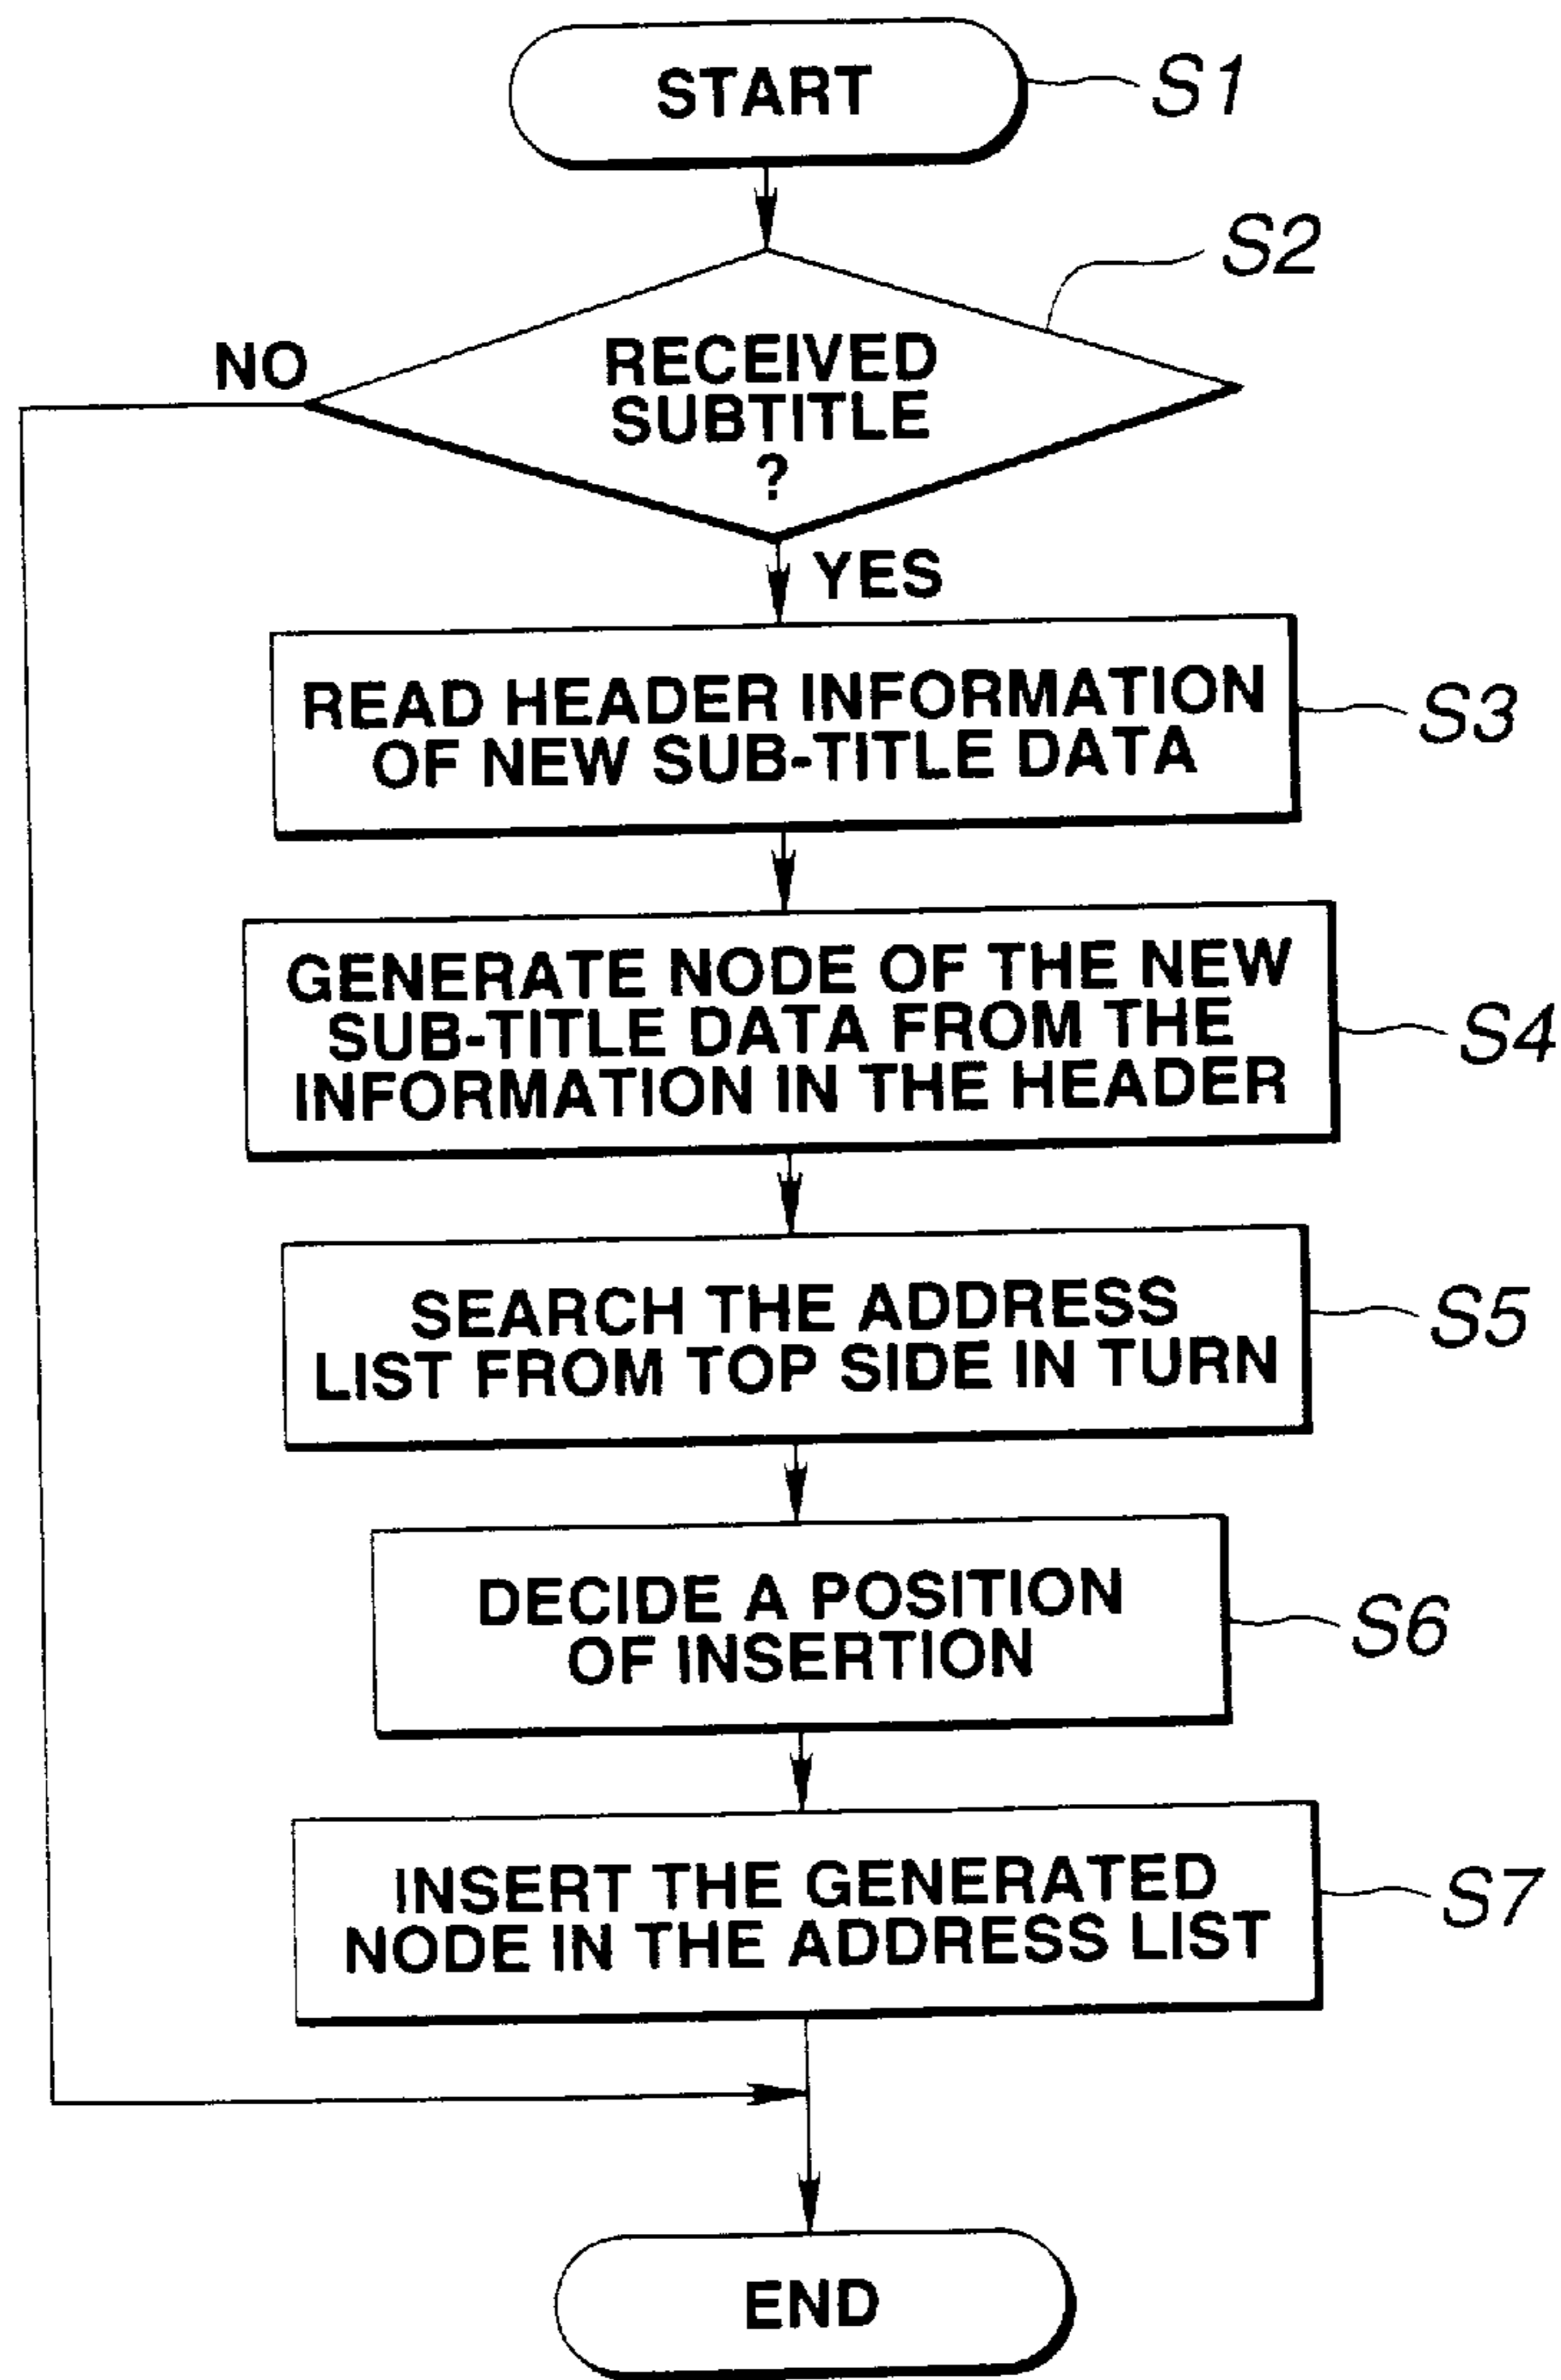 START
S1
S2
NO
RECEIVED
SUBTITLE
?
YES
READ HEADER INFORMATION
OF NEW SUB-TITLE DATA
S3
GENERATE NODE OF THE NEW
SUB-TITLE DATA FROM THE
INFORMATION IN THE HEADER
S4
SEARCH THE ADDRESS
LIST FROM TOP SIDE IN TURN
S5
DECIDE A POSITION
OF INSERTION
S6
INSERT THE GENERATED
NODE IN THE ADDRESS LIST
S7
END